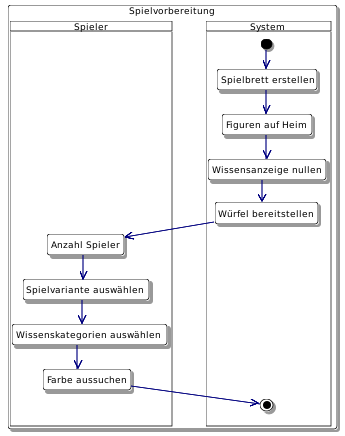 Spielvorbereitung
Spieler
System
Spielbrett erstellen
Figuren auf Heim
Wissensanzeige nullen
Würfel bereitstellen
Anzahl Spieler
Spielvariante auswählen
Wissenskategorien auswählen
Farbe aussuchen